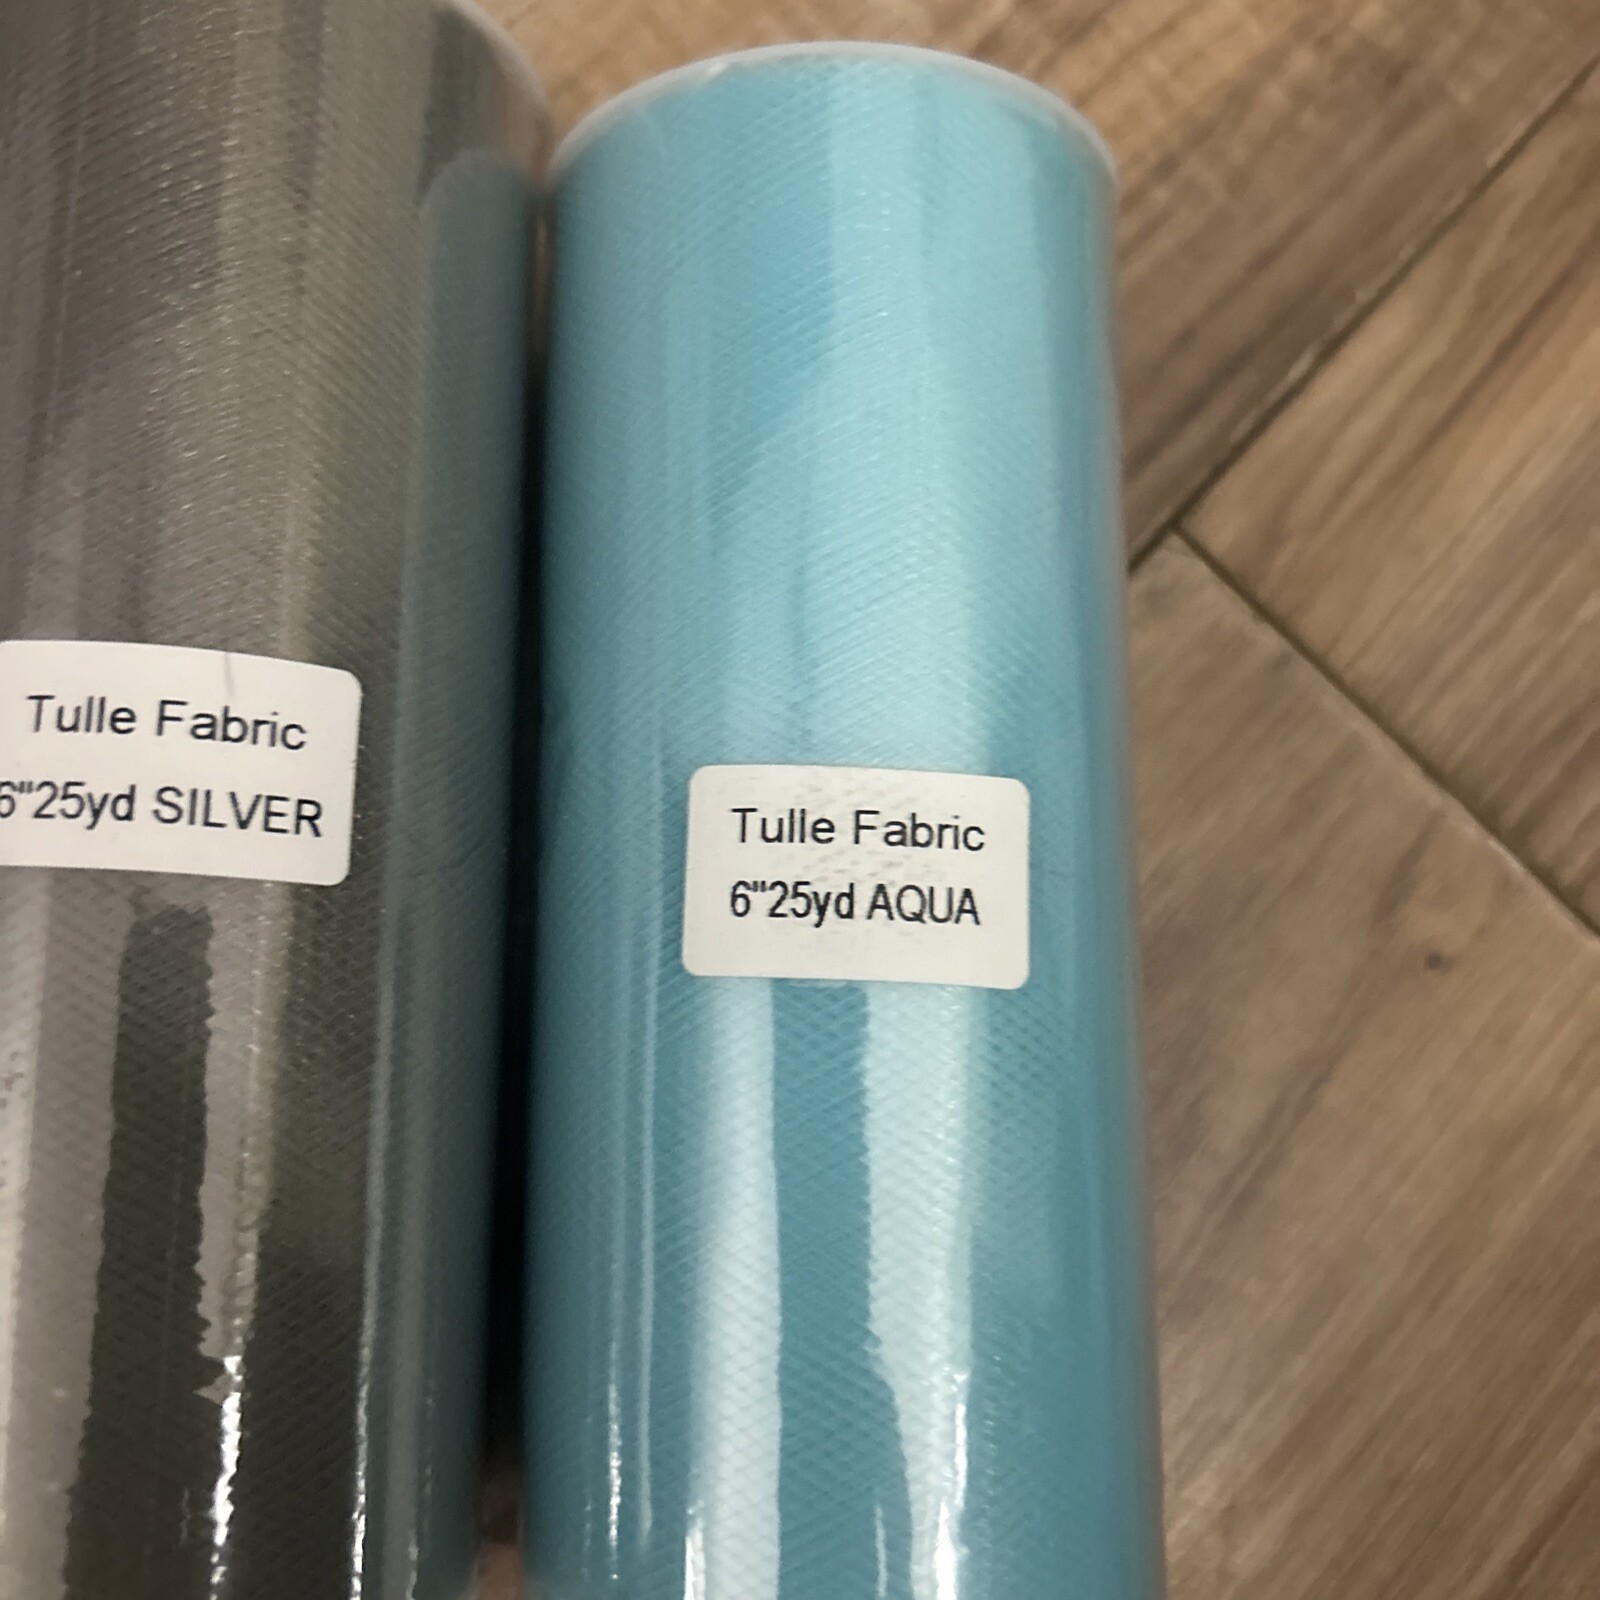 Tulle Fabric
6"25yd SILVER
Tulle Fabric
6"25yd AQUA